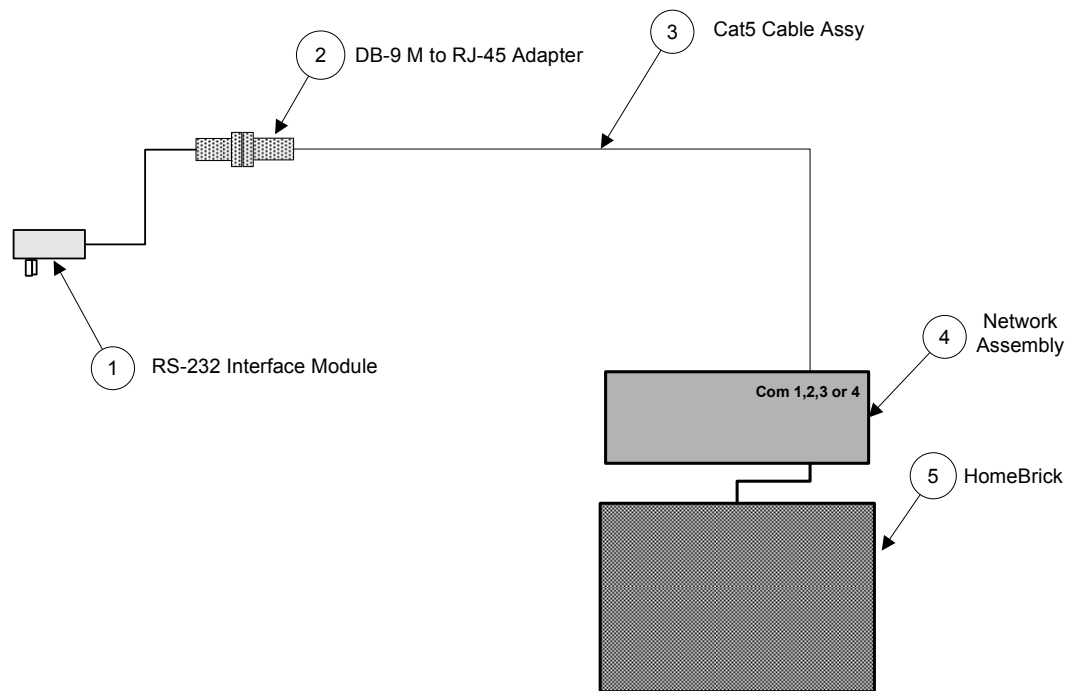 3
Cat5 Cable Assy
2
DB-9 M to RJ-45 Adapter
1
RS-232 Interface Module
4
Network
Assembly
Com 1,2,3 or 4
5
HomeBrick